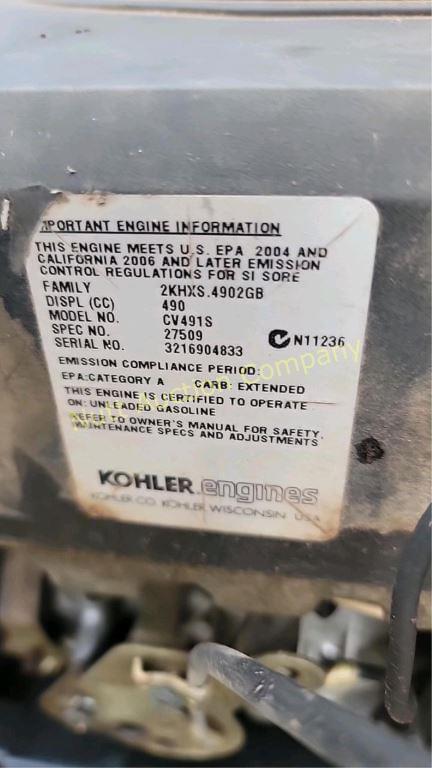 PORTANT ENGINE INFORMATION
THIS ENGINE MEETS U.S. EPA 2004 AND
CALIFORNIA 2006 AND LATER EMISSION
CONTROL REGULATIONS FOR SI SORE
FAMILY 2KHXS.4902GB
DISPL (CC) 490
MODEL NO. CV491S
SPEC NO. 27509
SERIAL NO. 3216904833 N11236
EMISSION COMPLIANCE PERIOD:
EPA:CATEGORY A CARB: EXTENDED
THIS ENGINE IS CERTIFIED TO OPERATE
ON: UNLEADED GASOLINE
REFER TO OWNER'S MANUAL FOR SAFETY,
MAINTENANCE SPECS AND ADJUSTMENTS
KOHLER engines
KOHLER CO. KOHLER WISCONSIN USA
Auction Company